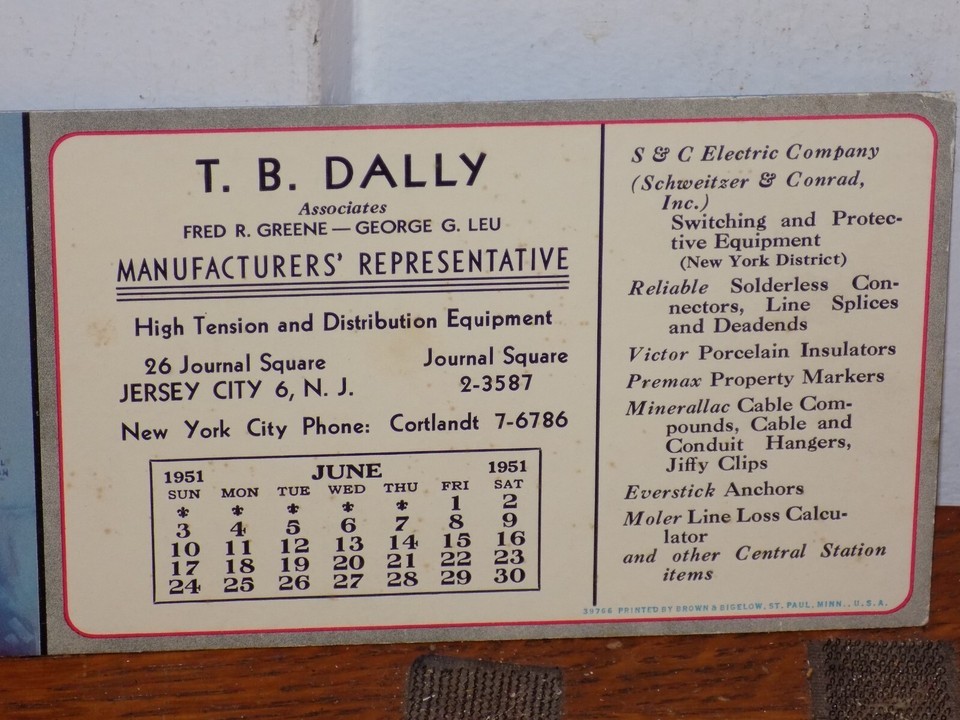 T. B. DALLY
Associates
FRED R. GREENE — GEORGE G. LEU
MANUFACTURERS' REPRESENTATIVE
High Tension and Distribution Equipment
26 Journal Square
JERSEY CITY 6, N. J.
Journal Square
2-3587
New York City Phone: Cortlandt 7-6786
1951 JUNE 1951
SUN MON TUE WED THU FRI SAT
* * * * * 1 2
3 4 5 6 7 8 9
10 11 12 13 14 15 16
17 18 19 20 21 22 23
24 25 26 27 28 29 30
S & C Electric Company
(Schweitzer & Conrad,
Inc.)
Switching and Protec-
tive Equipment
(New York District)
Reliable Solderless Con-
nectors, Line Splices
and Deadends
Victor Porcelain Insulators
Premax Property Markers
Minerallac Cable Com-
pounds, Cable and
Conduit Hangers,
Jiffy Clips
Everstick Anchors
Moler Line Loss Calcu-
lator
and other Central Station
items
39766 PRINTED BY BROWN & BIGELOW, ST. PAUL, MINN., U.S.A.